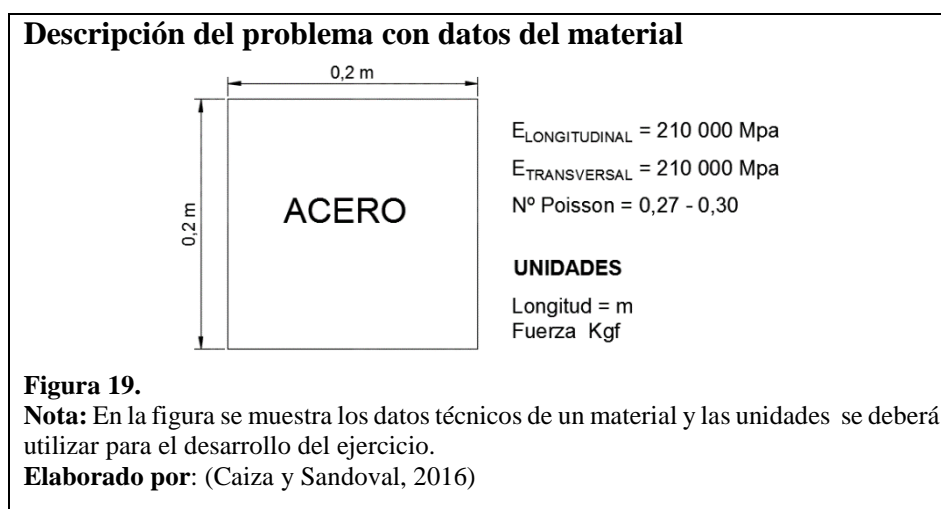 Descripción del problema con datos del material
0,2 m
0,2 m
ACERO
ELONGITUDINAL = 210 000 Mpa
ETRANSVERSAL = 210 000 Mpa
Nº Poisson = 0,27 - 0,30
UNIDADES
Longitud = m
Fuerza Kgf
Figura 19.
Nota: En la figura se muestra los datos técnicos de un material y las unidades se deberá
utilizar para el desarrollo del ejercicio.
Elaborado por: (Caiza y Sandoval, 2016)